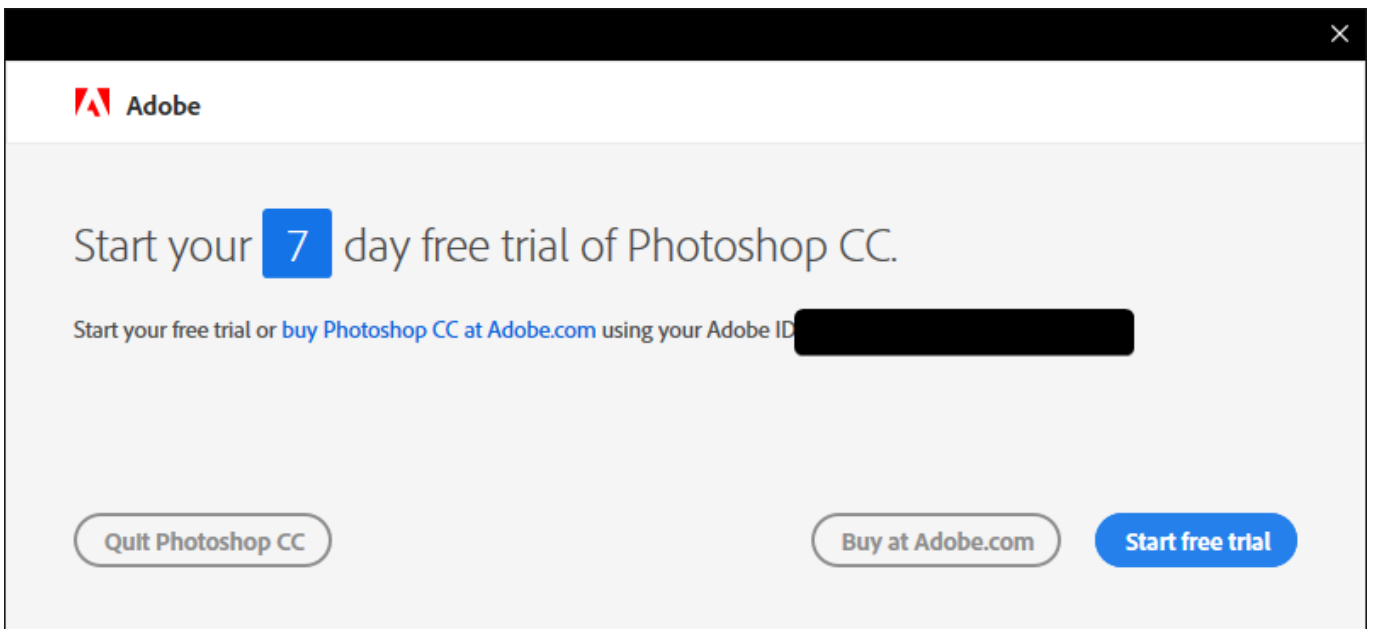 Adobe
Start your 7 day free trial of Photoshop CC.
Start your free trial or buy Photoshop CC at Adobe.com using your Adobe ID
Quit Photoshop CC
Buy at Adobe.com
Start free trial